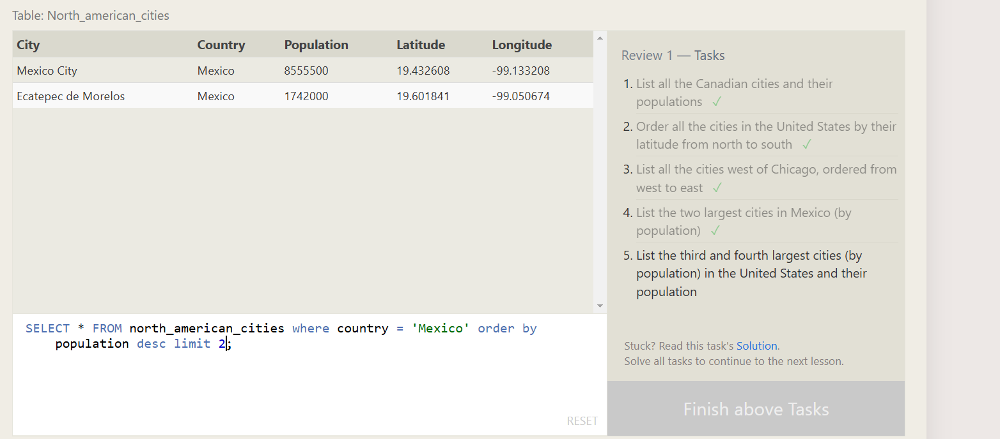 Table: North_american_cities
City Country Population Latitude Longitude
Mexico City Mexico 8555500 19.432608 -99.133208
Ecatepec de Morelos Mexico 1742000 19.601841 -99.050674
SELECT * FROM north_american_cities where country = 'Mexico' order by
population desc limit 2;
RESET
Review 1 — Tasks
1. List all the Canadian cities and their
populations ✓
2. Order all the cities in the United States by their
latitude from north to south ✓
3. List all the cities west of Chicago, ordered from
west to east ✓
4. List the two largest cities in Mexico (by
population) ✓
5. List the third and fourth largest cities (by
population) in the United States and their
population
Stuck? Read this task's Solution.
Solve all tasks to continue to the next lesson.
Finish above Tasks